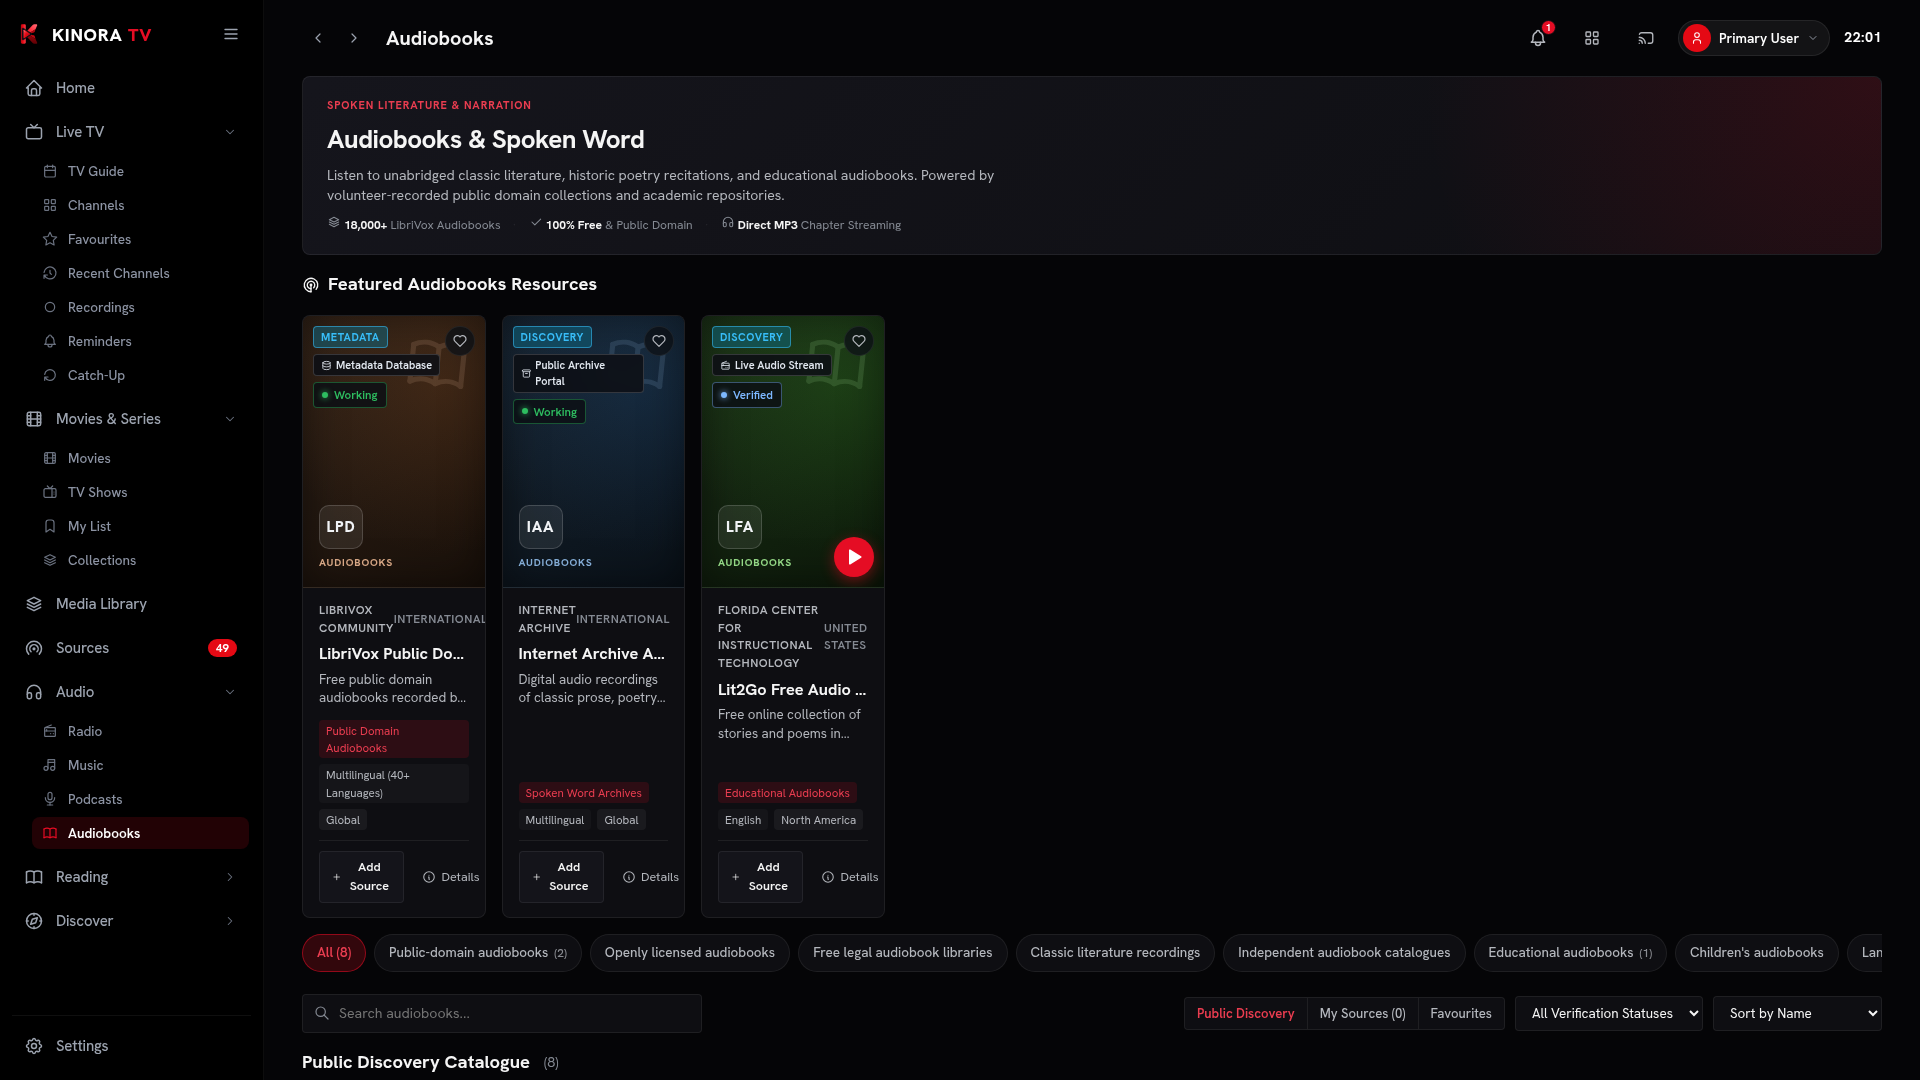 KINORA TV
Home
Live TV
TV Guide
Channels
Favourites
Recent Channels
Recordings
Reminders
Catch-Up
Movies & Series
Movies
TV Shows
My List
Collections
Media Library
Sources 49
Audio
Radio
Music
Podcasts
Audiobooks
Reading
Discover
Settings
Audiobooks
1
Primary User
22:01
SPOKEN LITERATURE & NARRATION
Audiobooks & Spoken Word
Listen to unabridged classic literature, historic poetry recitations, and educational audiobooks. Powered by
volunteer-recorded public domain collections and academic repositories.
18,000+ LibriVox Audiobooks · 100% Free & Public Domain · Direct MP3 Chapter Streaming
Featured Audiobooks Resources
METADATA
Metadata Database
Working
LPD
AUDIOBOOKS
LIBRIVOX
COMMUNITY
INTERNATIONAL
LibriVox Public Do...
Free public domain
audiobooks recorded b...
Public Domain
Audiobooks
Multilingual (40+
Languages)
Global
+ Add
Source
Details
DISCOVERY
Public Archive
Portal
Working
IAA
AUDIOBOOKS
INTERNET
ARCHIVE
INTERNATIONAL
Internet Archive A...
Digital audio recordings
of classic prose, poetry...
Spoken Word Archives
Multilingual Global
+ Add
Source
Details
DISCOVERY
Live Audio Stream
Verified
LFA
AUDIOBOOKS
FLORIDA CENTER
FOR
INSTRUCTIONAL
TECHNOLOGY
UNITED
STATES
Lit2Go Free Audio ...
Free online collection of
stories and poems in...
Educational Audiobooks
English North America
+ Add
Source
Details
All (8) Public-domain audiobooks (2) Openly licensed audiobooks Free legal audiobook libraries Classic literature recordings Independent audiobook catalogues Educational audiobooks (1) Children's audiobooks Lan
Search audiobooks...
Public Discovery My Sources (0) Favourites All Verification Statuses Sort by Name
Public Discovery Catalogue (8)